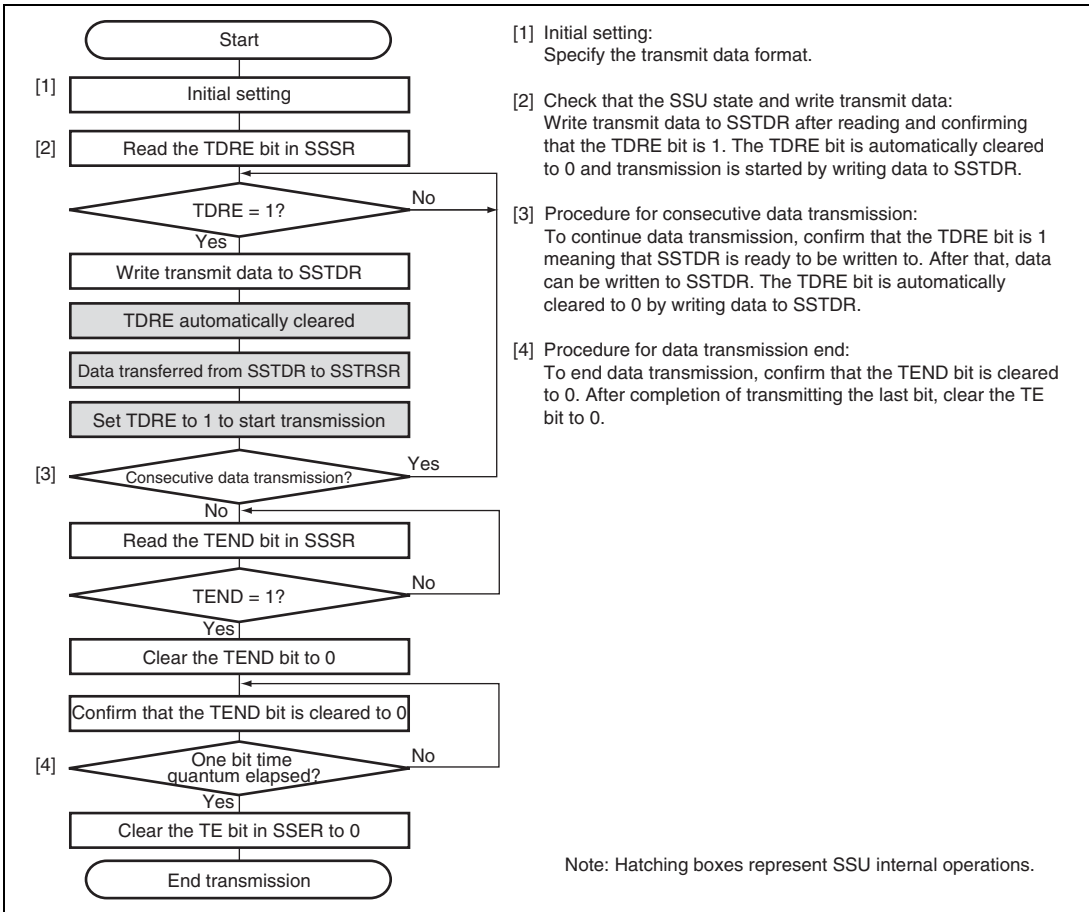 Start
[1] Initial setting
[2] Read the TDRE bit in SSSR
TDRE = 1?
No
Yes
Write transmit data to SSTDR
TDRE automatically cleared
Data transferred from SSTDR to SSTRSR
Set TDRE to 1 to start transmission
[3] Consecutive data transmission?
Yes
No
Read the TEND bit in SSSR
TEND = 1?
No
Yes
Clear the TEND bit to 0
Confirm that the TEND bit is cleared to 0
[4] One bit time
quantum elapsed?
No
Yes
Clear the TE bit in SSER to 0
End transmission
[1] Initial setting:
Specify the transmit data format.
[2] Check that the SSU state and write transmit data:
Write transmit data to SSTDR after reading and confirming
that the TDRE bit is 1. The TDRE bit is automatically cleared
to 0 and transmission is started by writing data to SSTDR.
[3] Procedure for consecutive data transmission:
To continue data transmission, confirm that the TDRE bit is 1
meaning that SSTDR is ready to be written to. After that, data
can be written to SSTDR. The TDRE bit is automatically
cleared to 0 by writing data to SSTDR.
[4] Procedure for data transmission end:
To end data transmission, confirm that the TEND bit is cleared
to 0. After completion of transmitting the last bit, clear the TE
bit to 0.
Note: Hatching boxes represent SSU internal operations.